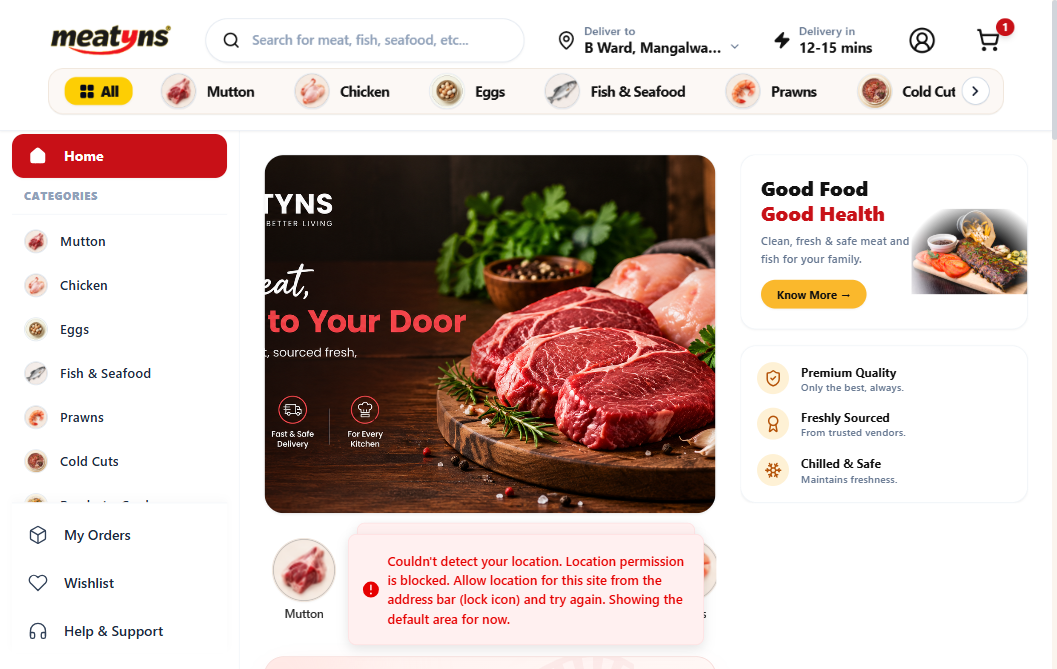 meatyns
Search for meat, fish, seafood, etc...
Deliver to
B Ward, Mangalwa...
Delivery in
12-15 mins
1
All
Mutton
Chicken
Eggs
Fish & Seafood
Prawns
Cold Cut
Home
CATEGORIES
Mutton
Chicken
Eggs
Fish & Seafood
Prawns
Cold Cuts
My Orders
Wishlist
Help & Support
TYNS
BETTER LIVING
eat,
to Your Door
t, sourced fresh,
Fast & Safe
Delivery
For Every
Kitchen
Good Food
Good Health
Clean, fresh & safe meat and
fish for your family.
Know More →
Premium Quality
Only the best, always.
Freshly Sourced
From trusted vendors.
Chilled & Safe
Maintains freshness.
Mutton
Couldn't detect your location. Location permission
is blocked. Allow location for this site from the
address bar (lock icon) and try again. Showing the
default area for now.
s